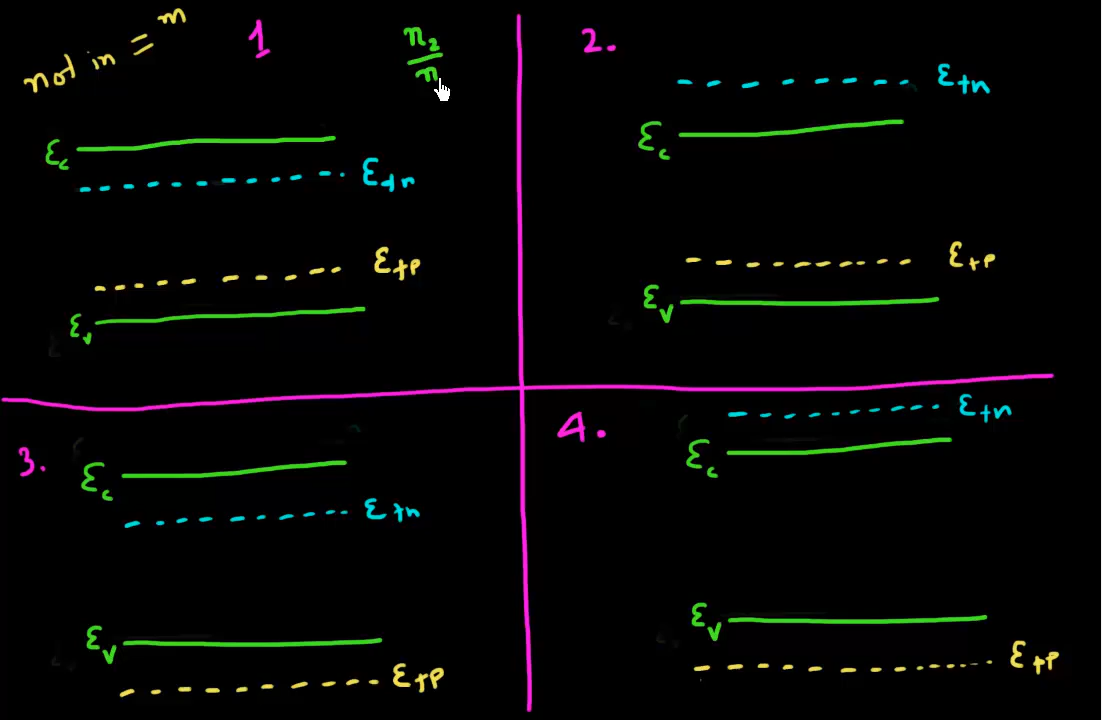 not in = m
1
n2
n
Ec
Efn
Efp
Ev
2.
Efn
Ec
Efp
Ev
3.
Ec
Efn
Ev
Efp
4.
Efn
Ec
Ev
Efp